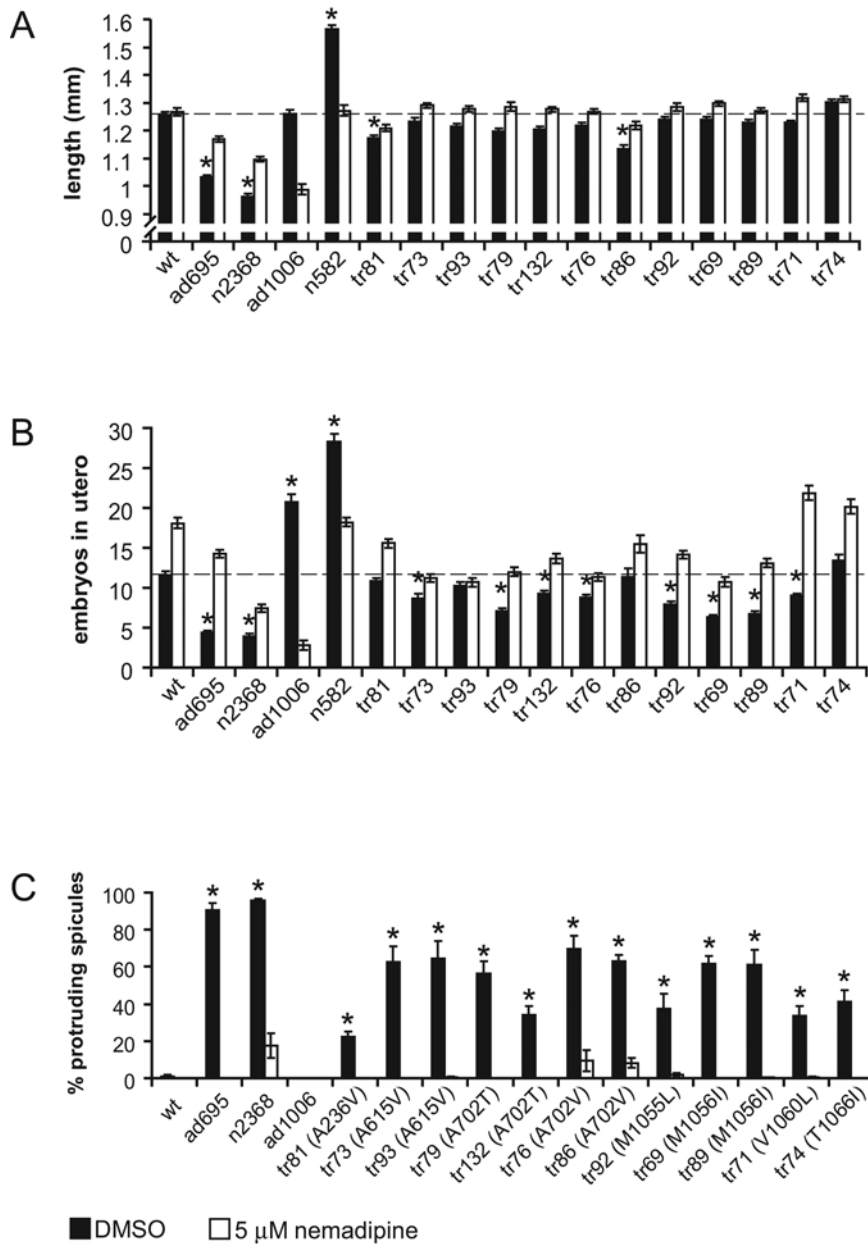 A
length (mm)
1.6
1.5
1.4
1.3
1.2
1.1
1
0.9
0
*
*
*
*
*
wt
ad695
n2368
ad1006
n582
tr81
tr73
tr93
tr79
tr132
tr76
tr86
tr92
tr69
tr89
tr71
tr74
B
embryos in utero
30
25
20
15
10
5
0
*
*
*
*
*
*
*
*
*
*
*
*
wt
ad695
n2368
ad1006
n582
tr81
tr73
tr93
tr79
tr132
tr76
tr86
tr92
tr69
tr89
tr71
tr74
C
% protruding spicules
100
80
60
40
20
0
*
*
*
*
*
*
*
*
*
*
*
*
*
*
wt
ad695
n2368
ad1006
tr81 (A236V)
tr73 (A615V)
tr93 (A615V)
tr79 (A702T)
tr132 (A702T)
tr76 (A702V)
tr86 (A702V)
tr92 (M1055L)
tr69 (M1056I)
tr89 (M1056I)
tr71 (V1060L)
tr74 (T1066I)
DMSO 5 µM nemadipine